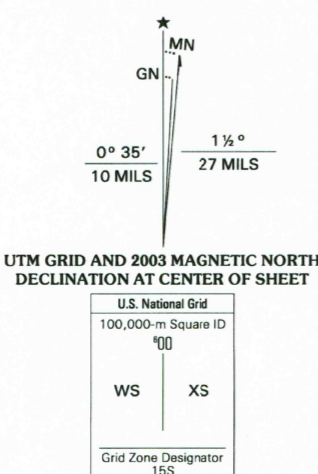 ★
MN
GN
0° 35′
10 MILS
1 ½ °
27 MILS
UTM GRID AND 2003 MAGNETIC NORTH
DECLINATION AT CENTER OF SHEET
U.S. National Grid
100,000-m Square ID
⁶00
WS XS
Grid Zone Designator
15S